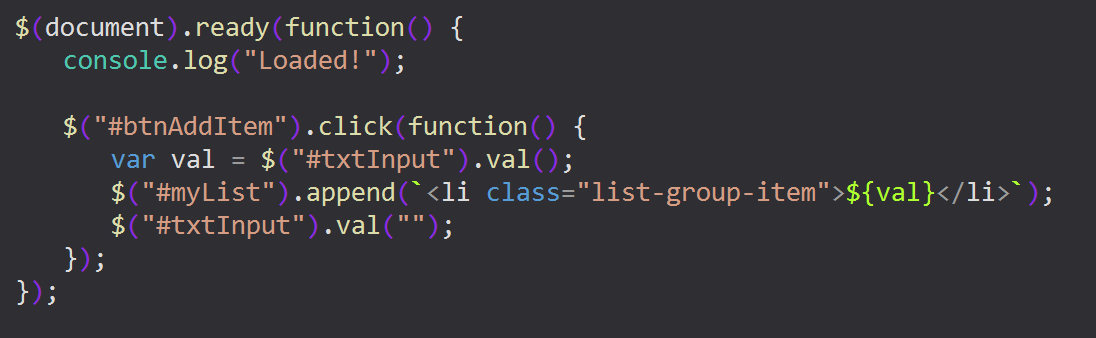 $(document).ready(function() {
console.log("Loaded!");
$("#btnAddItem").click(function() {
var val = $("#txtInput").val();
$("#myList").append(`<li class="list-group-item">${val}</li>`);
$("#txtInput").val("");
});
});